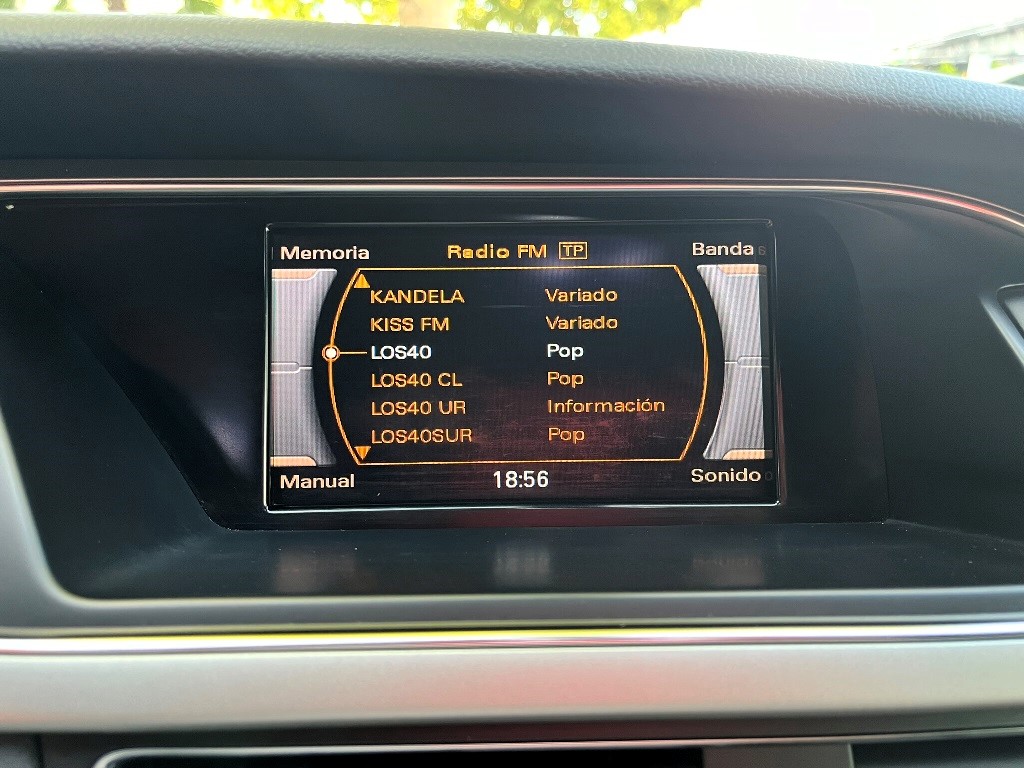 Memoria Radio FM TP Banda
KANDELA Variado
KISS FM Variado
LOS40 Pop
LOS40 CL Pop
LOS40 UR Información
LOS40SUR Pop
Manual 18:56 Sonido